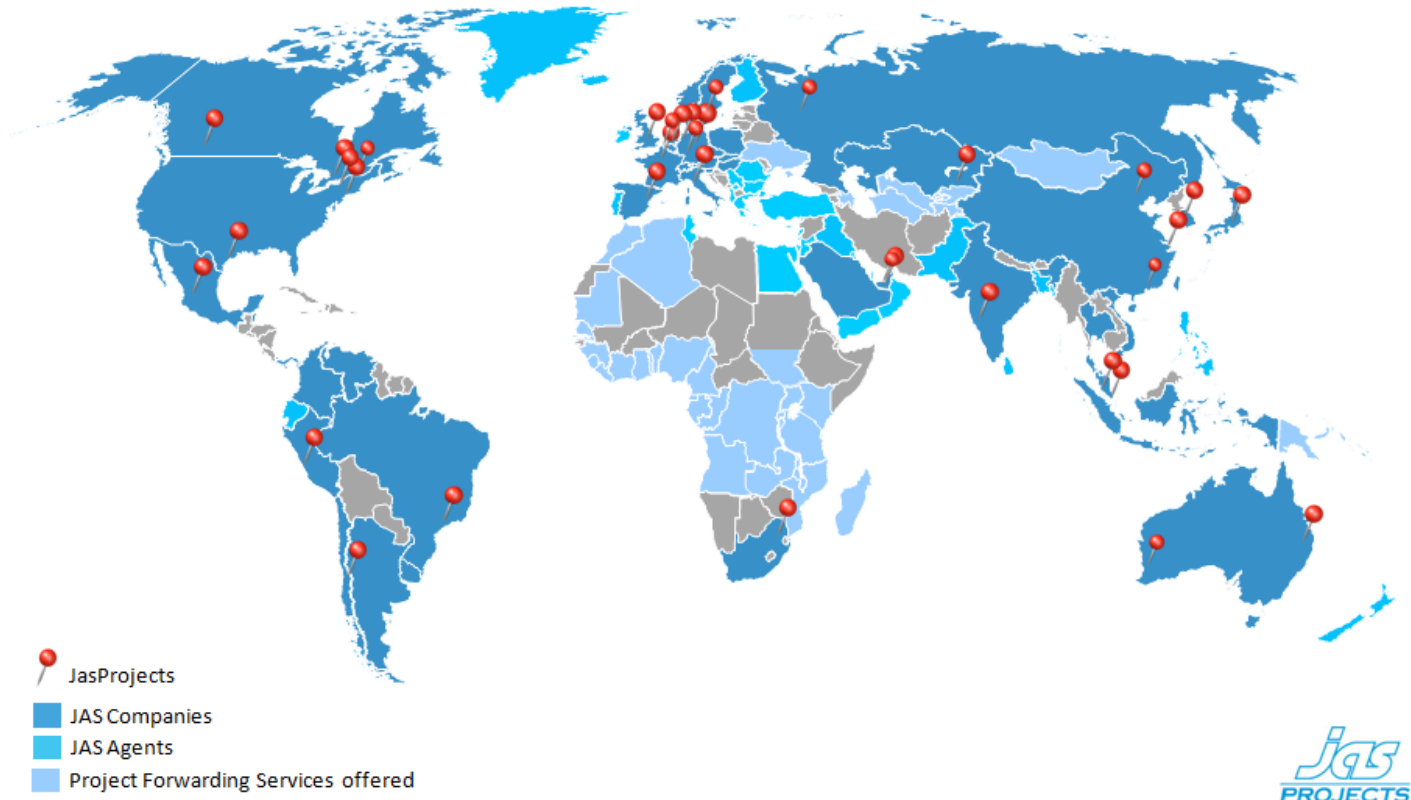 JasProjects
JAS Companies
JAS Agents
Project Forwarding Services offered
jas
PROJECTS